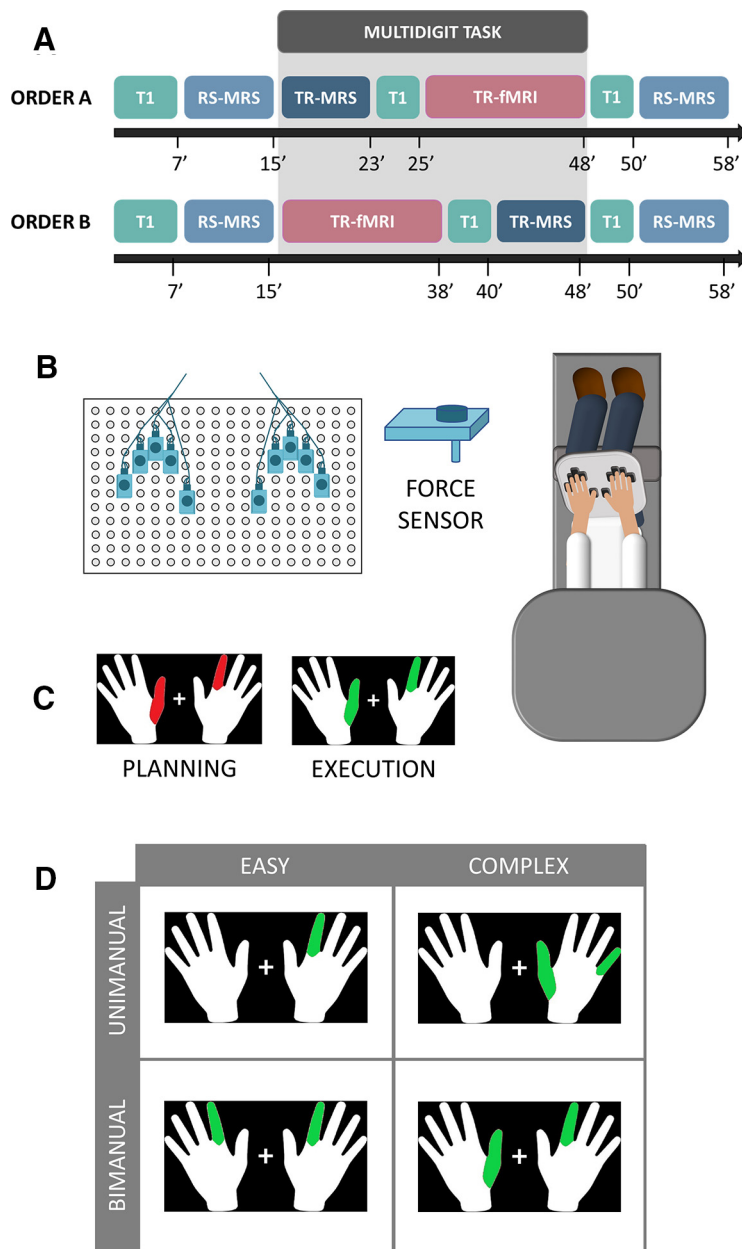 A
MULTIDIGIT TASK
ORDER A
T1 RS-MRS TR-MRS T1 TR-fMRI T1 RS-MRS
7’ 15’ 23’ 25’ 48’ 50’ 58’
ORDER B
T1 RS-MRS TR-fMRI T1 TR-MRS T1 RS-MRS
7’ 15’ 38’ 40’ 48’ 50’ 58’
B
FORCE
SENSOR
C
PLANNING
EXECUTION
D
EASY COMPLEX
UNIMANUAL
BIMANUAL